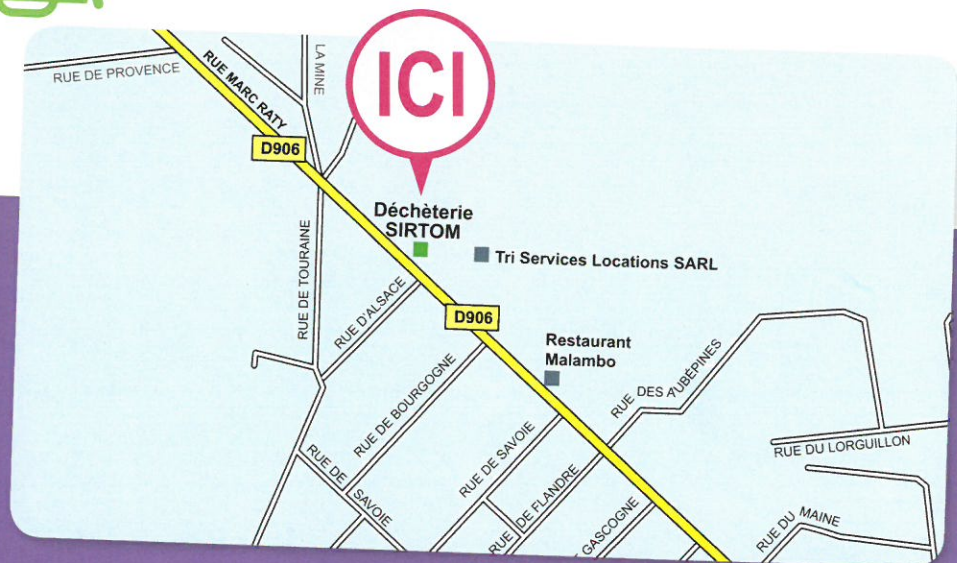 RUE DE PROVENCE
RUE MARC RATY
LA MINE
ICI
D906
Déchèterie
SIRTOM
Tri Services Locations SARL
RUE DE TOURAINE
RUE D'ALSACE
D906
Restaurant
Malambo
RUE DE BOURGOGNE
RUE DES AUBÉPINES
RUE DE SAVOIE
RUE DU LORGUILLON
RUE DE SAVOIE
RUE DE FLANDRE
GASCOGNE
RUE DU MAINE